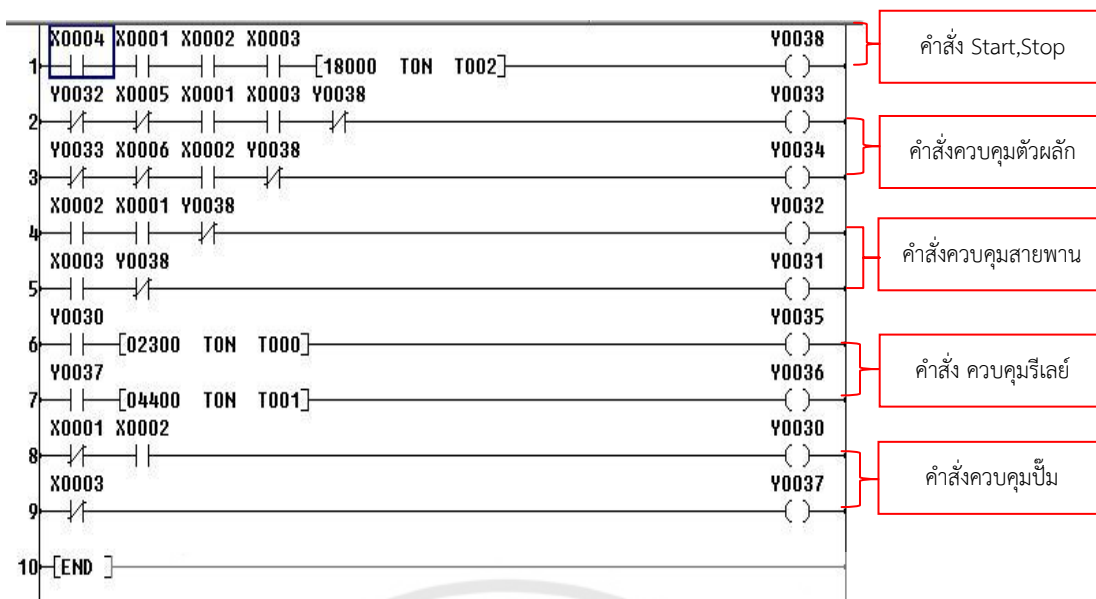 X0004 X0001 X0002 X0003 Y0038
1 [18000 TON T002]
คำสั่ง Start,Stop
Y0032 X0005 X0001 X0003 Y0038 Y0033
2
Y0033 X0006 X0002 Y0038 Y0034
3
คำสั่งควบคุมตัวผลัก
X0002 X0001 Y0038 Y0032
4
X0003 Y0038 Y0031
5
คำสั่งควบคุมสายพาน
Y0030 Y0035
6 [02300 TON T000]
Y0037 Y0036
7 [04400 TON T001]
คำสั่ง ควบคุมรีเลย์
X0001 X0002 Y0030
8
X0003 Y0037
9
คำสั่งควบคุมปั๊ม
10 [END ]